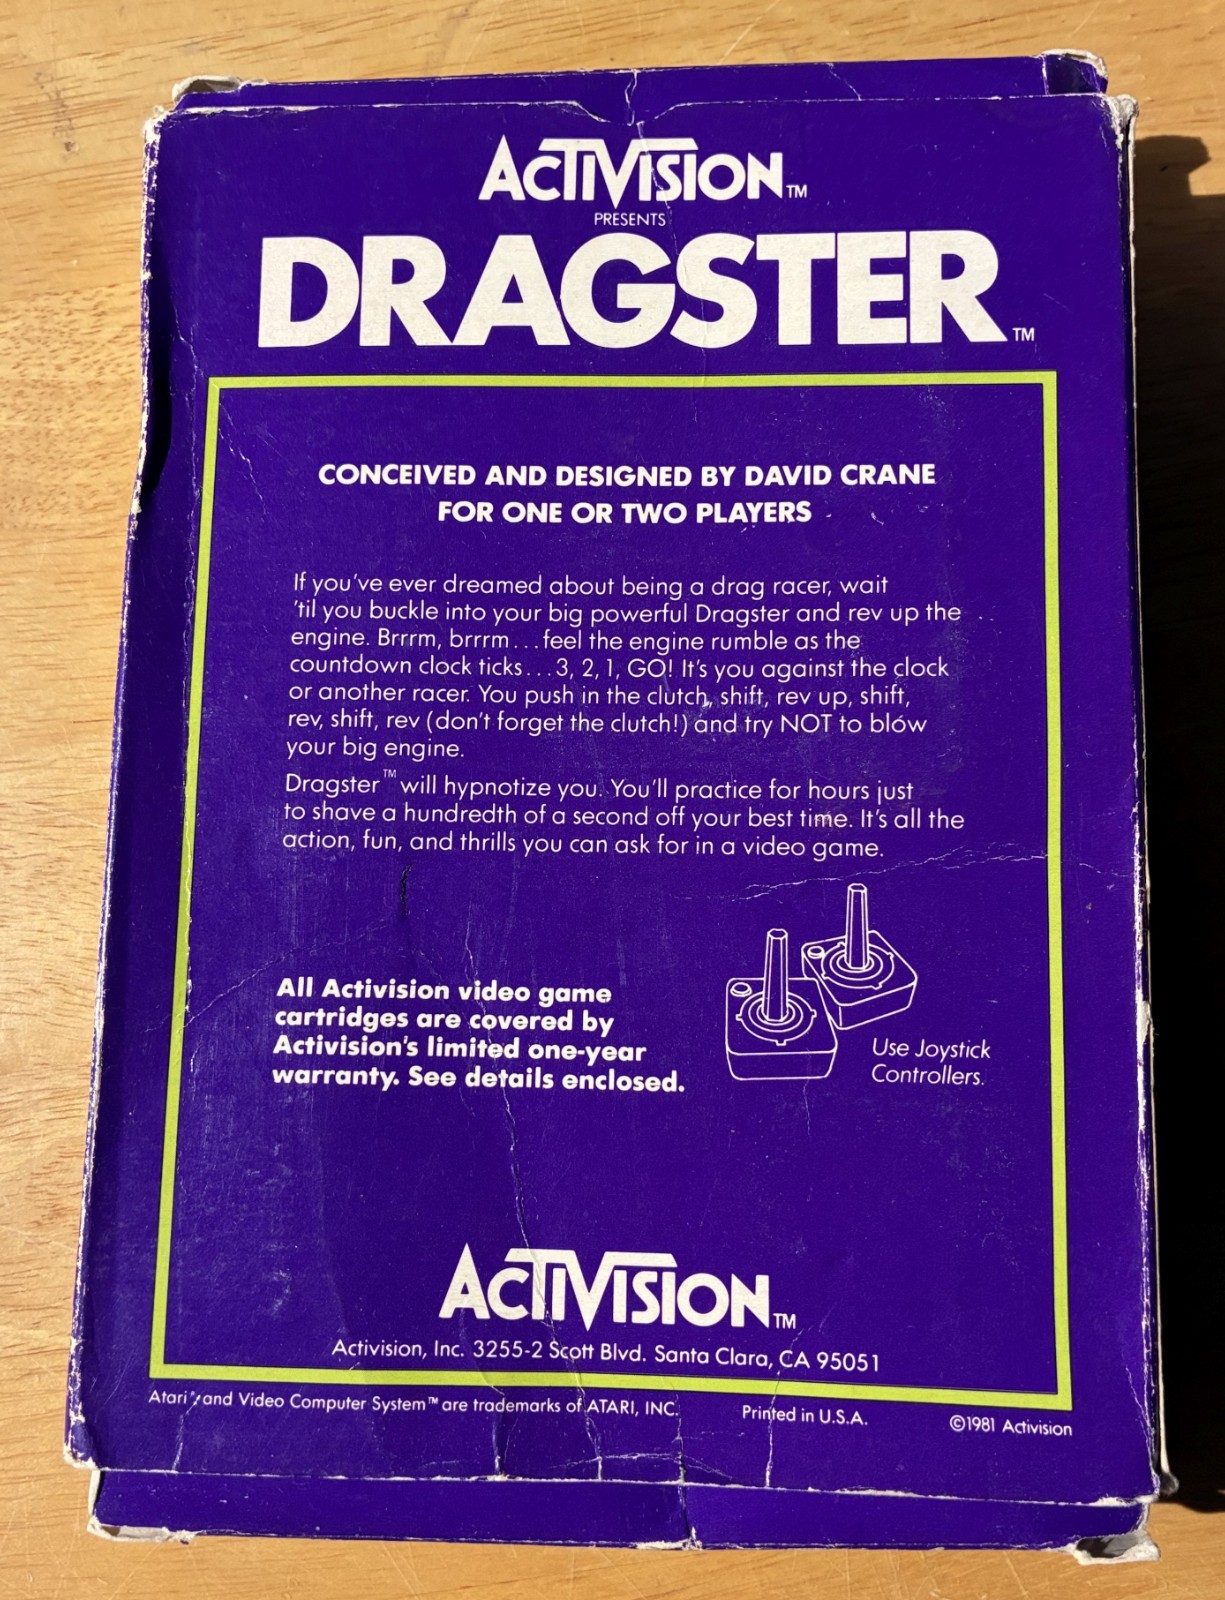 ACTIVISION™
PRESENTS
DRAGSTER™
CONCEIVED AND DESIGNED BY DAVID CRANE
FOR ONE OR TWO PLAYERS
If you've ever dreamed about being a drag racer, wait
'til you buckle into your big powerful Dragster and rev up the
engine. Brrrm, brrrm...feel the engine rumble as the
countdown clock ticks...3, 2, 1, GO! It's you against the clock
or another racer. You push in the clutch, shift, rev up, shift,
rev, shift, rev (don't forget the clutch!) and try NOT to blow
your big engine.
Dragster™ will hypnotize you. You'll practice for hours just
to shave a hundredth of a second off your best time. It's all the
action, fun, and thrills you can ask for in a video game.
All Activision video game
cartridges are covered by
Activision's limited one-year
warranty. See details enclosed.
Use Joystick
Controllers.
ACTIVISION™
Activision, Inc. 3255-2 Scott Blvd. Santa Clara, CA 95051
Atari® and Video Computer System™ are trademarks of ATARI, INC.
Printed in U.S.A.
©1981 Activision